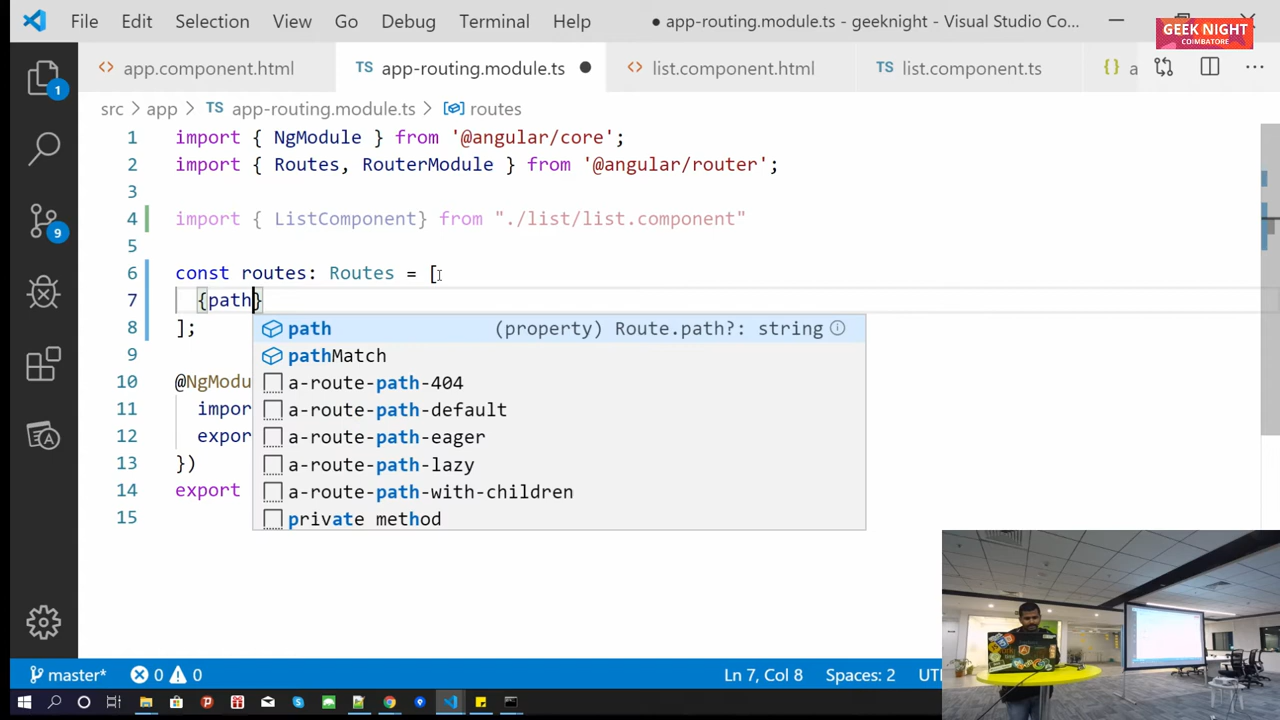 File Edit Selection View Go Debug Terminal Help ● app-routing.module.ts - geeknight - Visual Studio Co...
GEEK NIGHT
COIMBATORE
app.component.html TS app-routing.module.ts ● list.component.html TS list.component.ts {} a
src > app > TS app-routing.module.ts > routes
1 import { NgModule } from '@angular/core';
2 import { Routes, RouterModule } from '@angular/router';
3
4 import { ListComponent} from "./list/list.component"
5
6 const routes: Routes = [
7 {path}
8 ];
path (property) Route.path?: string
pathMatch
a-route-path-404
a-route-path-default
a-route-path-eager
a-route-path-lazy
a-route-path-with-children
private method
9
10 @NgModu
11 impor
12 expor
13 })
14 export
15
1
9
master* 0 0 Ln 7, Col 8 Spaces: 2 UT